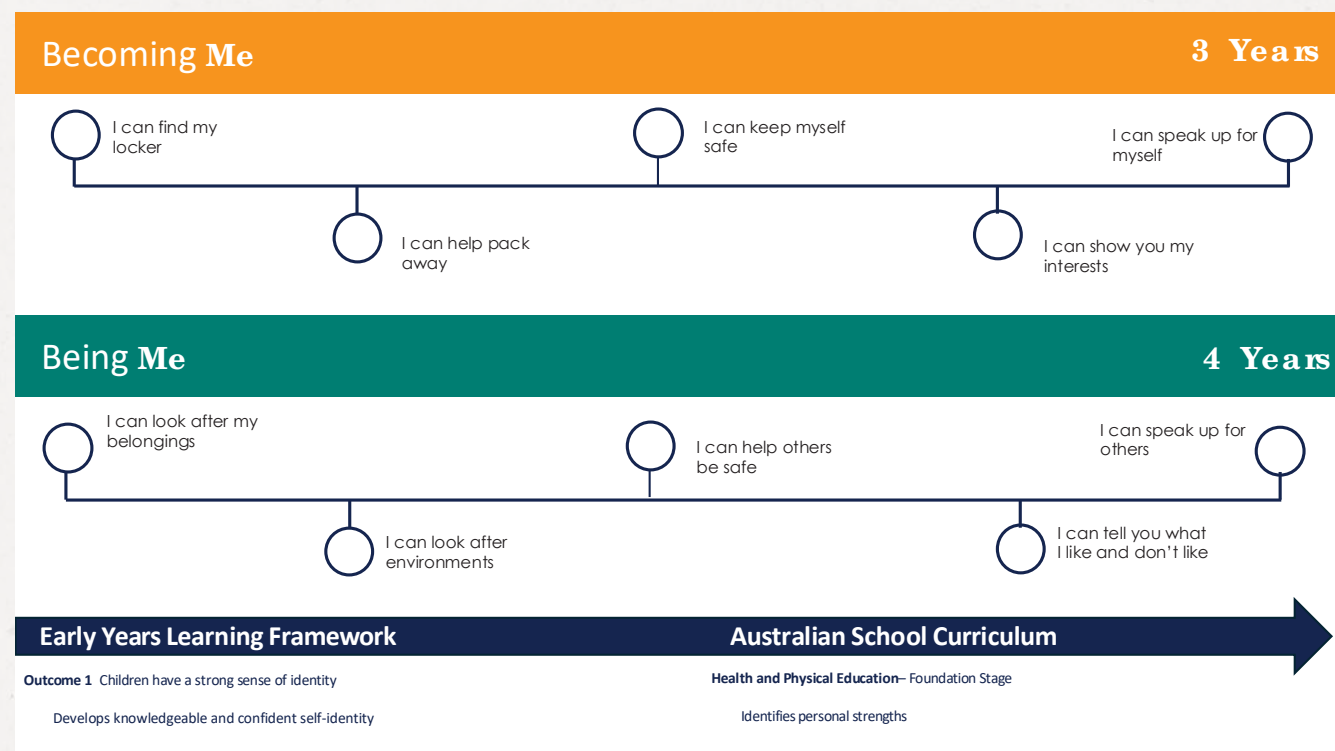 Becoming Me
3 Years
I can find my
locker
I can keep myself
safe
I can speak up for
myself
I can help pack
away
I can show you my
interests
Being Me
4 Years
I can look after my
belongings
I can help others
be safe
I can speak up for
others
I can look after
environments
I can tell you what
I like and don’t like
Early Years Learning Framework
Australian School Curriculum
Outcome 1 Children have a strong sense of identity
Health and Physical Education– Foundation Stage
Develops knowledgeable and confident self-identity
Identifies personal strengths